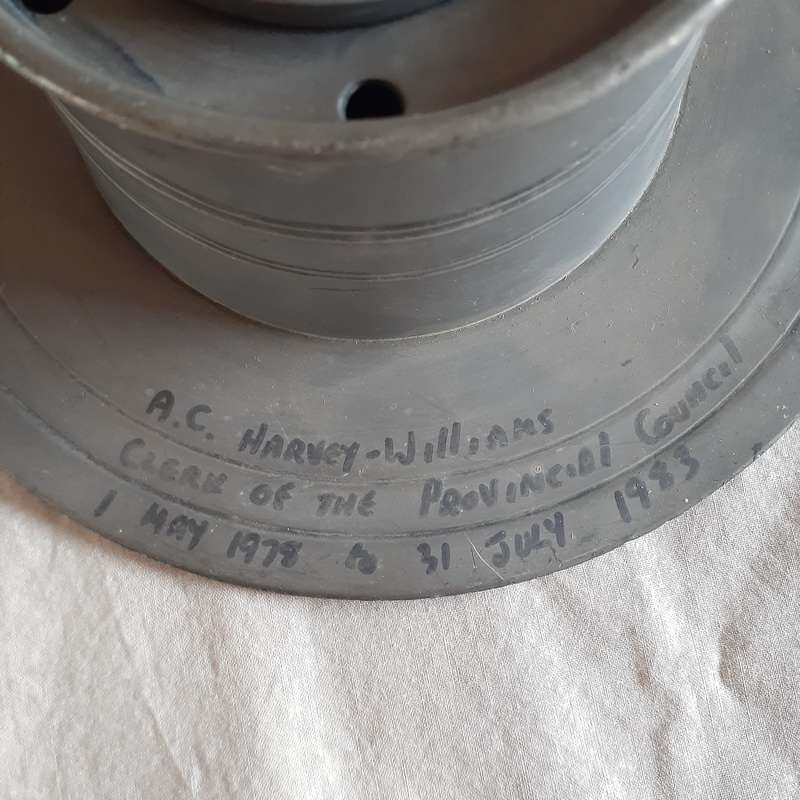 A.C. HARVEY-WILLIAMS
CLERK OF THE PROVINCIAL COUNCIL
1 MAY 1978 to 31 JULY 1983